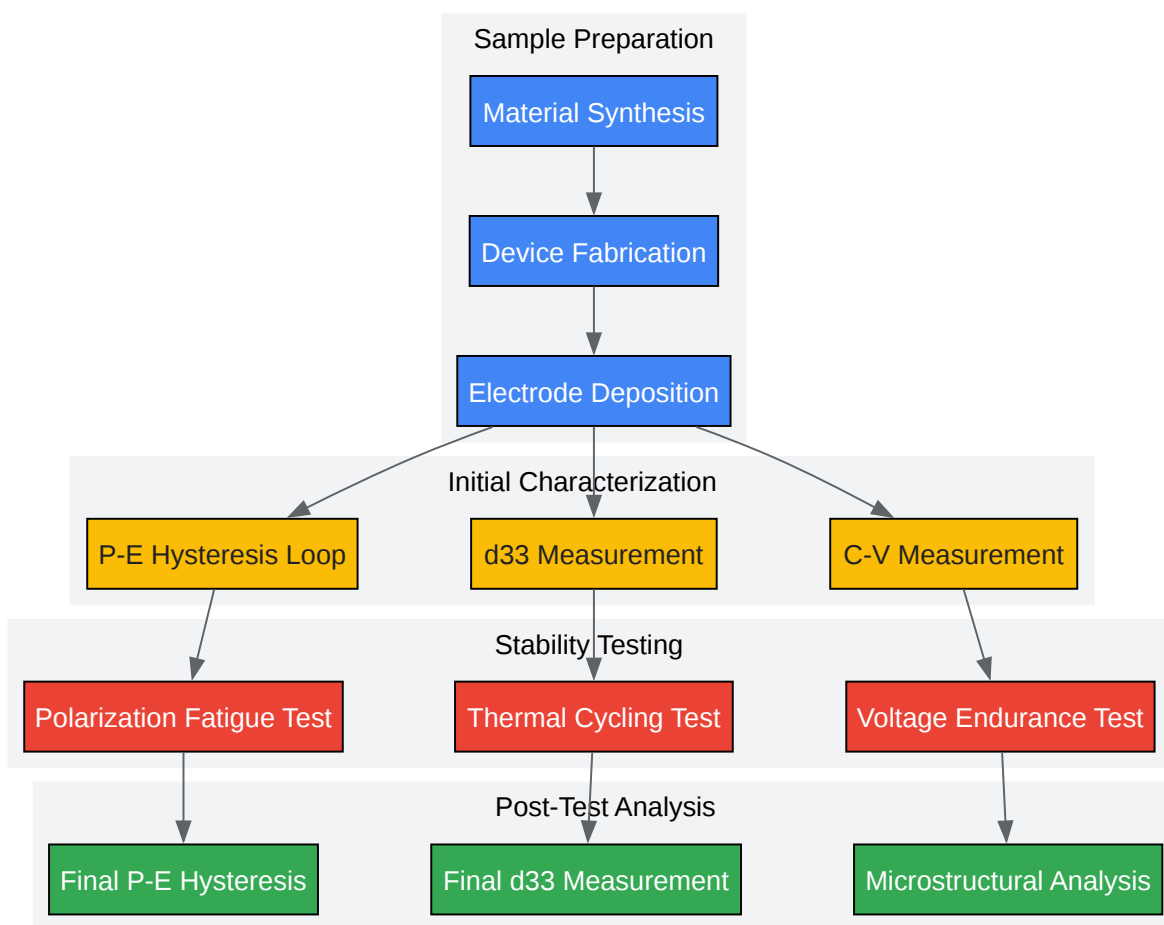 Sample Preparation
Material Synthesis
Device Fabrication
Electrode Deposition
Initial Characterization
P-E Hysteresis Loop
d33 Measurement
C-V Measurement
Stability Testing
Polarization Fatigue Test
Thermal Cycling Test
Voltage Endurance Test
Post-Test Analysis
Final P-E Hysteresis
Final d33 Measurement
Microstructural Analysis